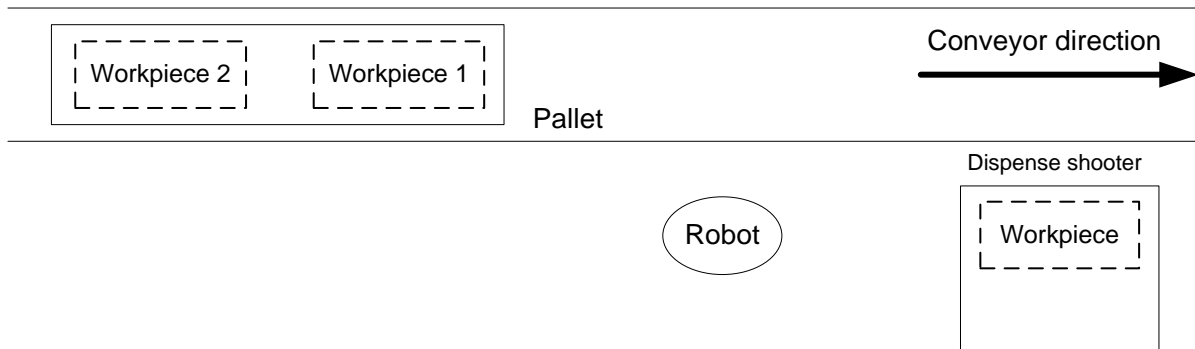 Conveyor direction
Workpiece 2
Workpiece 1
Pallet
Dispense shooter
Robot
Workpiece